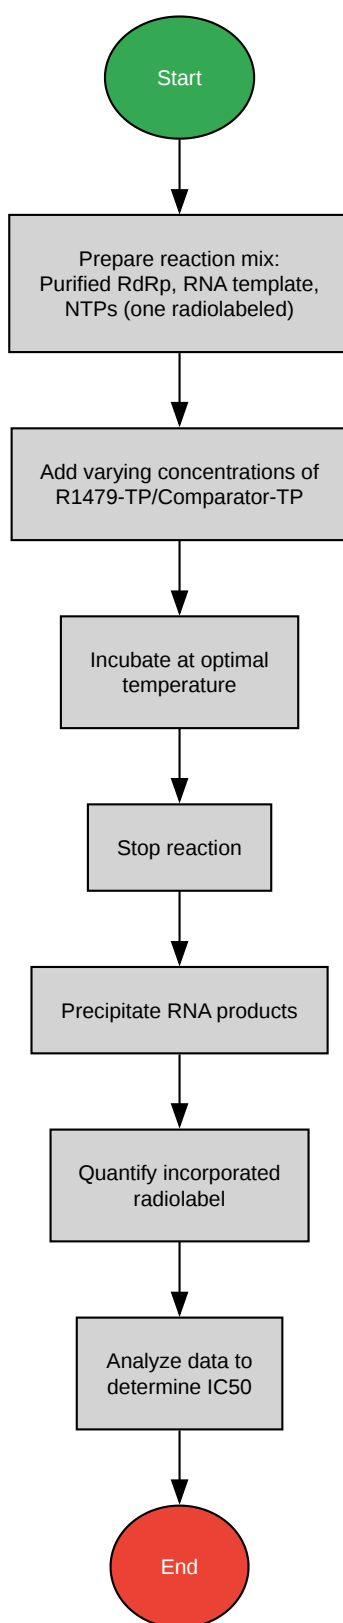 Start
Prepare reaction mix:
Purified RdRp, RNA template,
NTPs (one radiolabeled)
Add varying concentrations of
R1479-TP/Comparator-TP
Incubate at optimal
temperature
Stop reaction
Precipitate RNA products
Quantify incorporated
radiolabel
Analyze data to
determine IC50
End